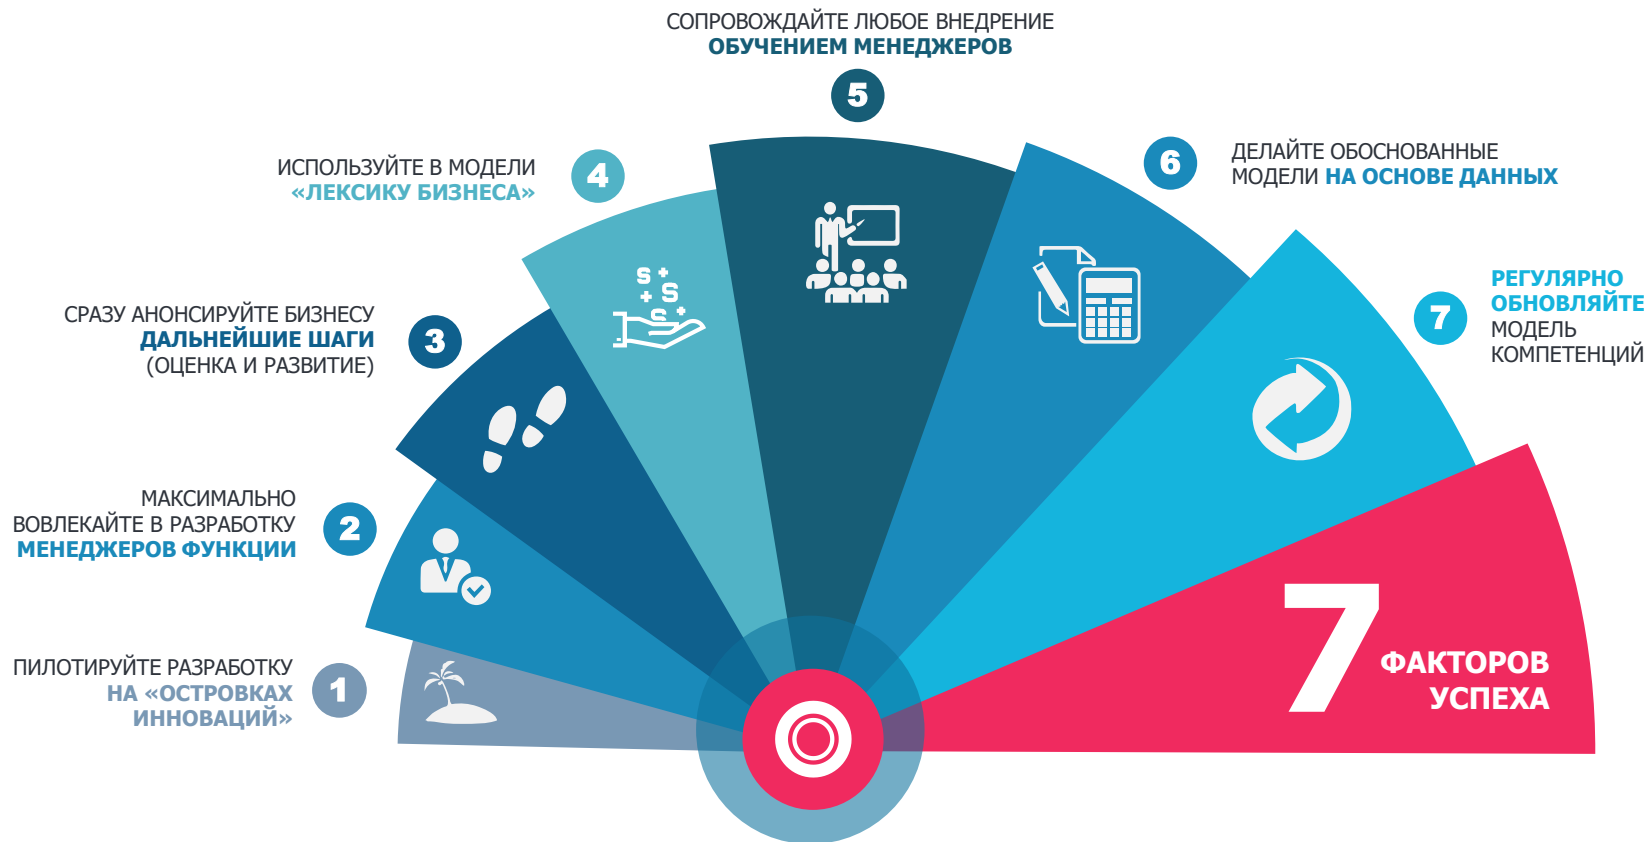 СОПРОВОЖДАЙТЕ ЛЮБОЕ ВНЕДРЕНИЕ
ОБУЧЕНИЕМ МЕНЕДЖЕРОВ
5
ИСПОЛЬЗУЙТЕ В МОДЕЛИ
«ЛЕКСИКУ БИЗНЕСА»
4
6
ДЕЛАЙТЕ ОБОСНОВАННЫЕ
МОДЕЛИ НА ОСНОВЕ ДАННЫХ
СРАЗУ АНОНСИРУЙТЕ БИЗНЕСУ
ДАЛЬНЕЙШИЕ ШАГИ
(ОЦЕНКА И РАЗВИТИЕ)
3
7
РЕГУЛЯРНО
ОБНОВЛЯЙТЕ
МОДЕЛЬ
КОМПЕТЕНЦИЙ
МАКСИМАЛЬНО
ВОВЛЕКАЙТЕ В РАЗРАБОТКУ
МЕНЕДЖЕРОВ ФУНКЦИИ
2
ПИЛОТИРУЙТЕ РАЗРАБОТКУ
НА «ОСТРОВКАХ
ИННОВАЦИЙ»
1
7
ФАКТОРОВ
УСПЕХА